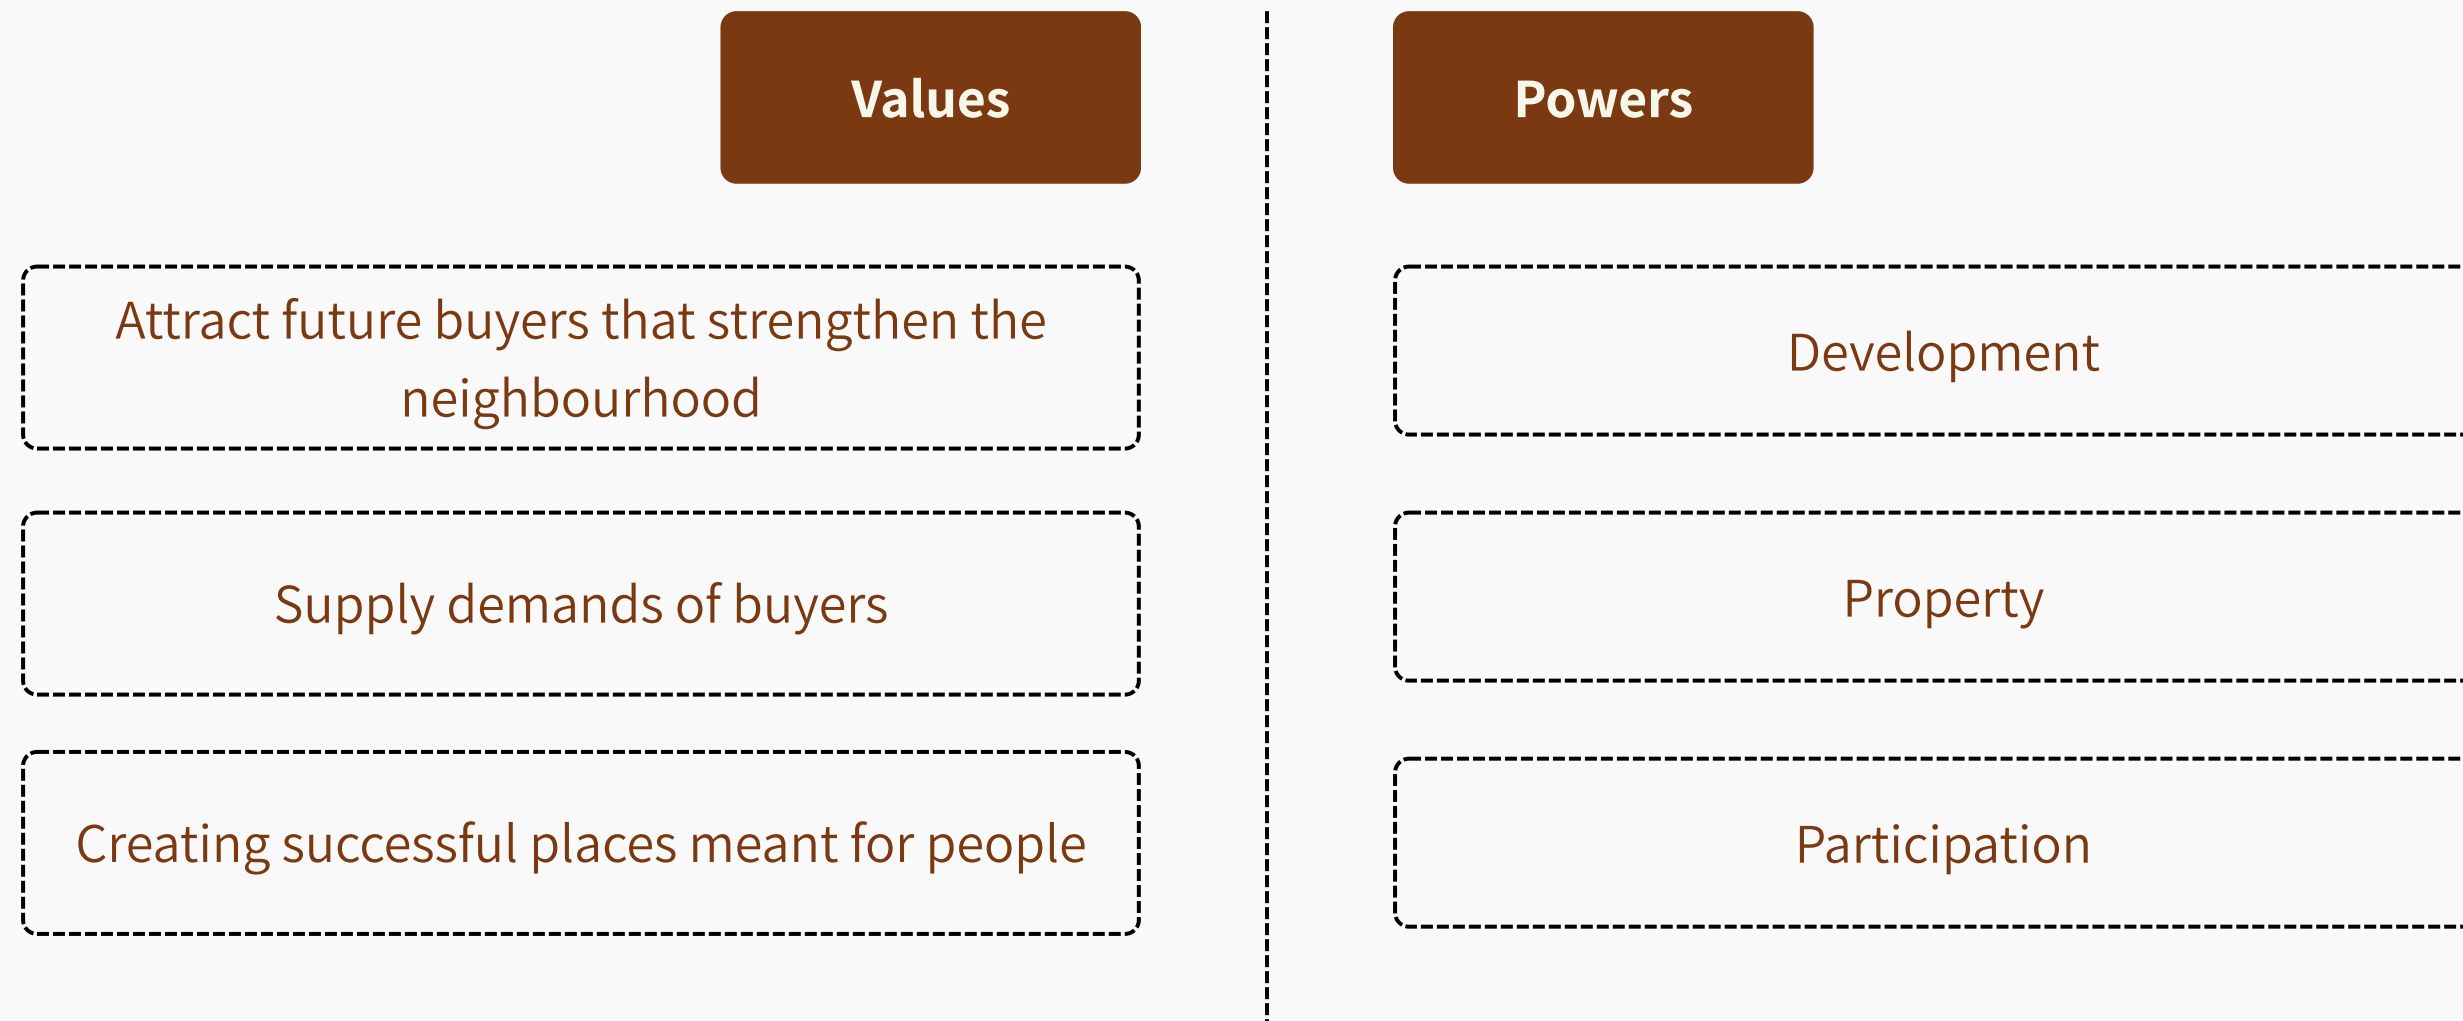 Values
Attract future buyers that strengthen the
neighbourhood
Supply demands of buyers
Creating successful places meant for people
Powers
Development
Property
Participation